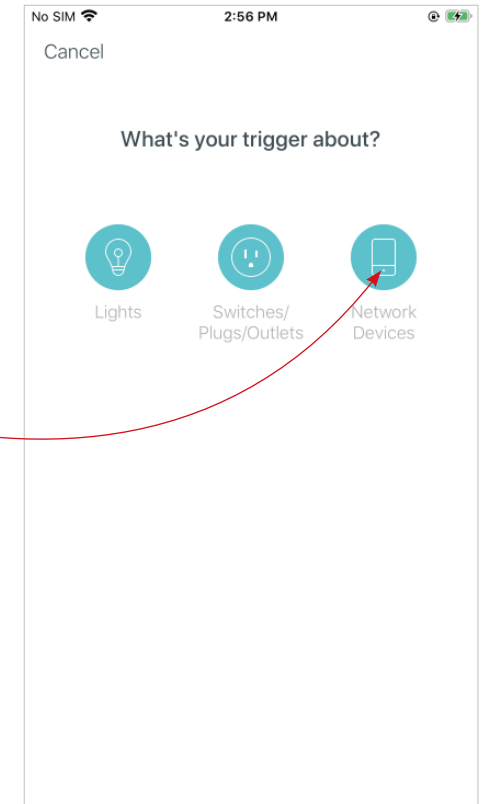 No SIM 2:56 PM
Cancel
What's your trigger about?
Lights
Switches/
Plugs/Outlets
Network
Devices